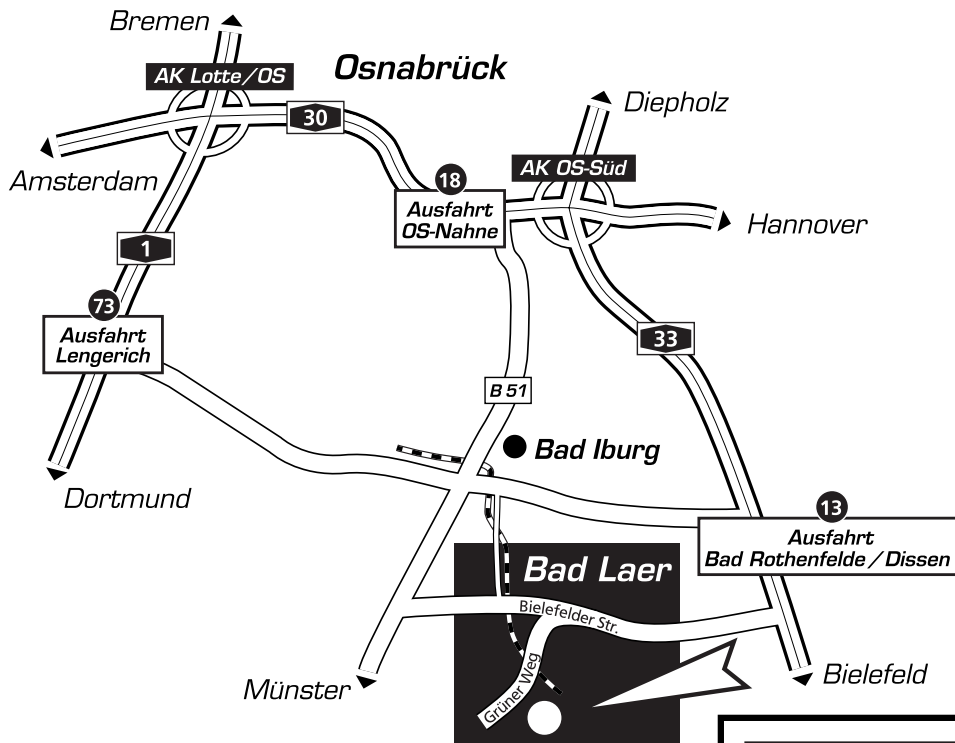 Bremen
AK Lotte/OS
Osnabrück
30
Diepholz
Amsterdam
18
AK OS-Süd
Ausfahrt
OS-Nahne
Hannover
1
73
Ausfahrt
Lengerich
33
B 51
Bad Iburg
Dortmund
13
Ausfahrt
Bad Rothenfelde/Dissen
Bad Laer
Bielefelder Str.
Grüner Weg
Münster
Bielefeld